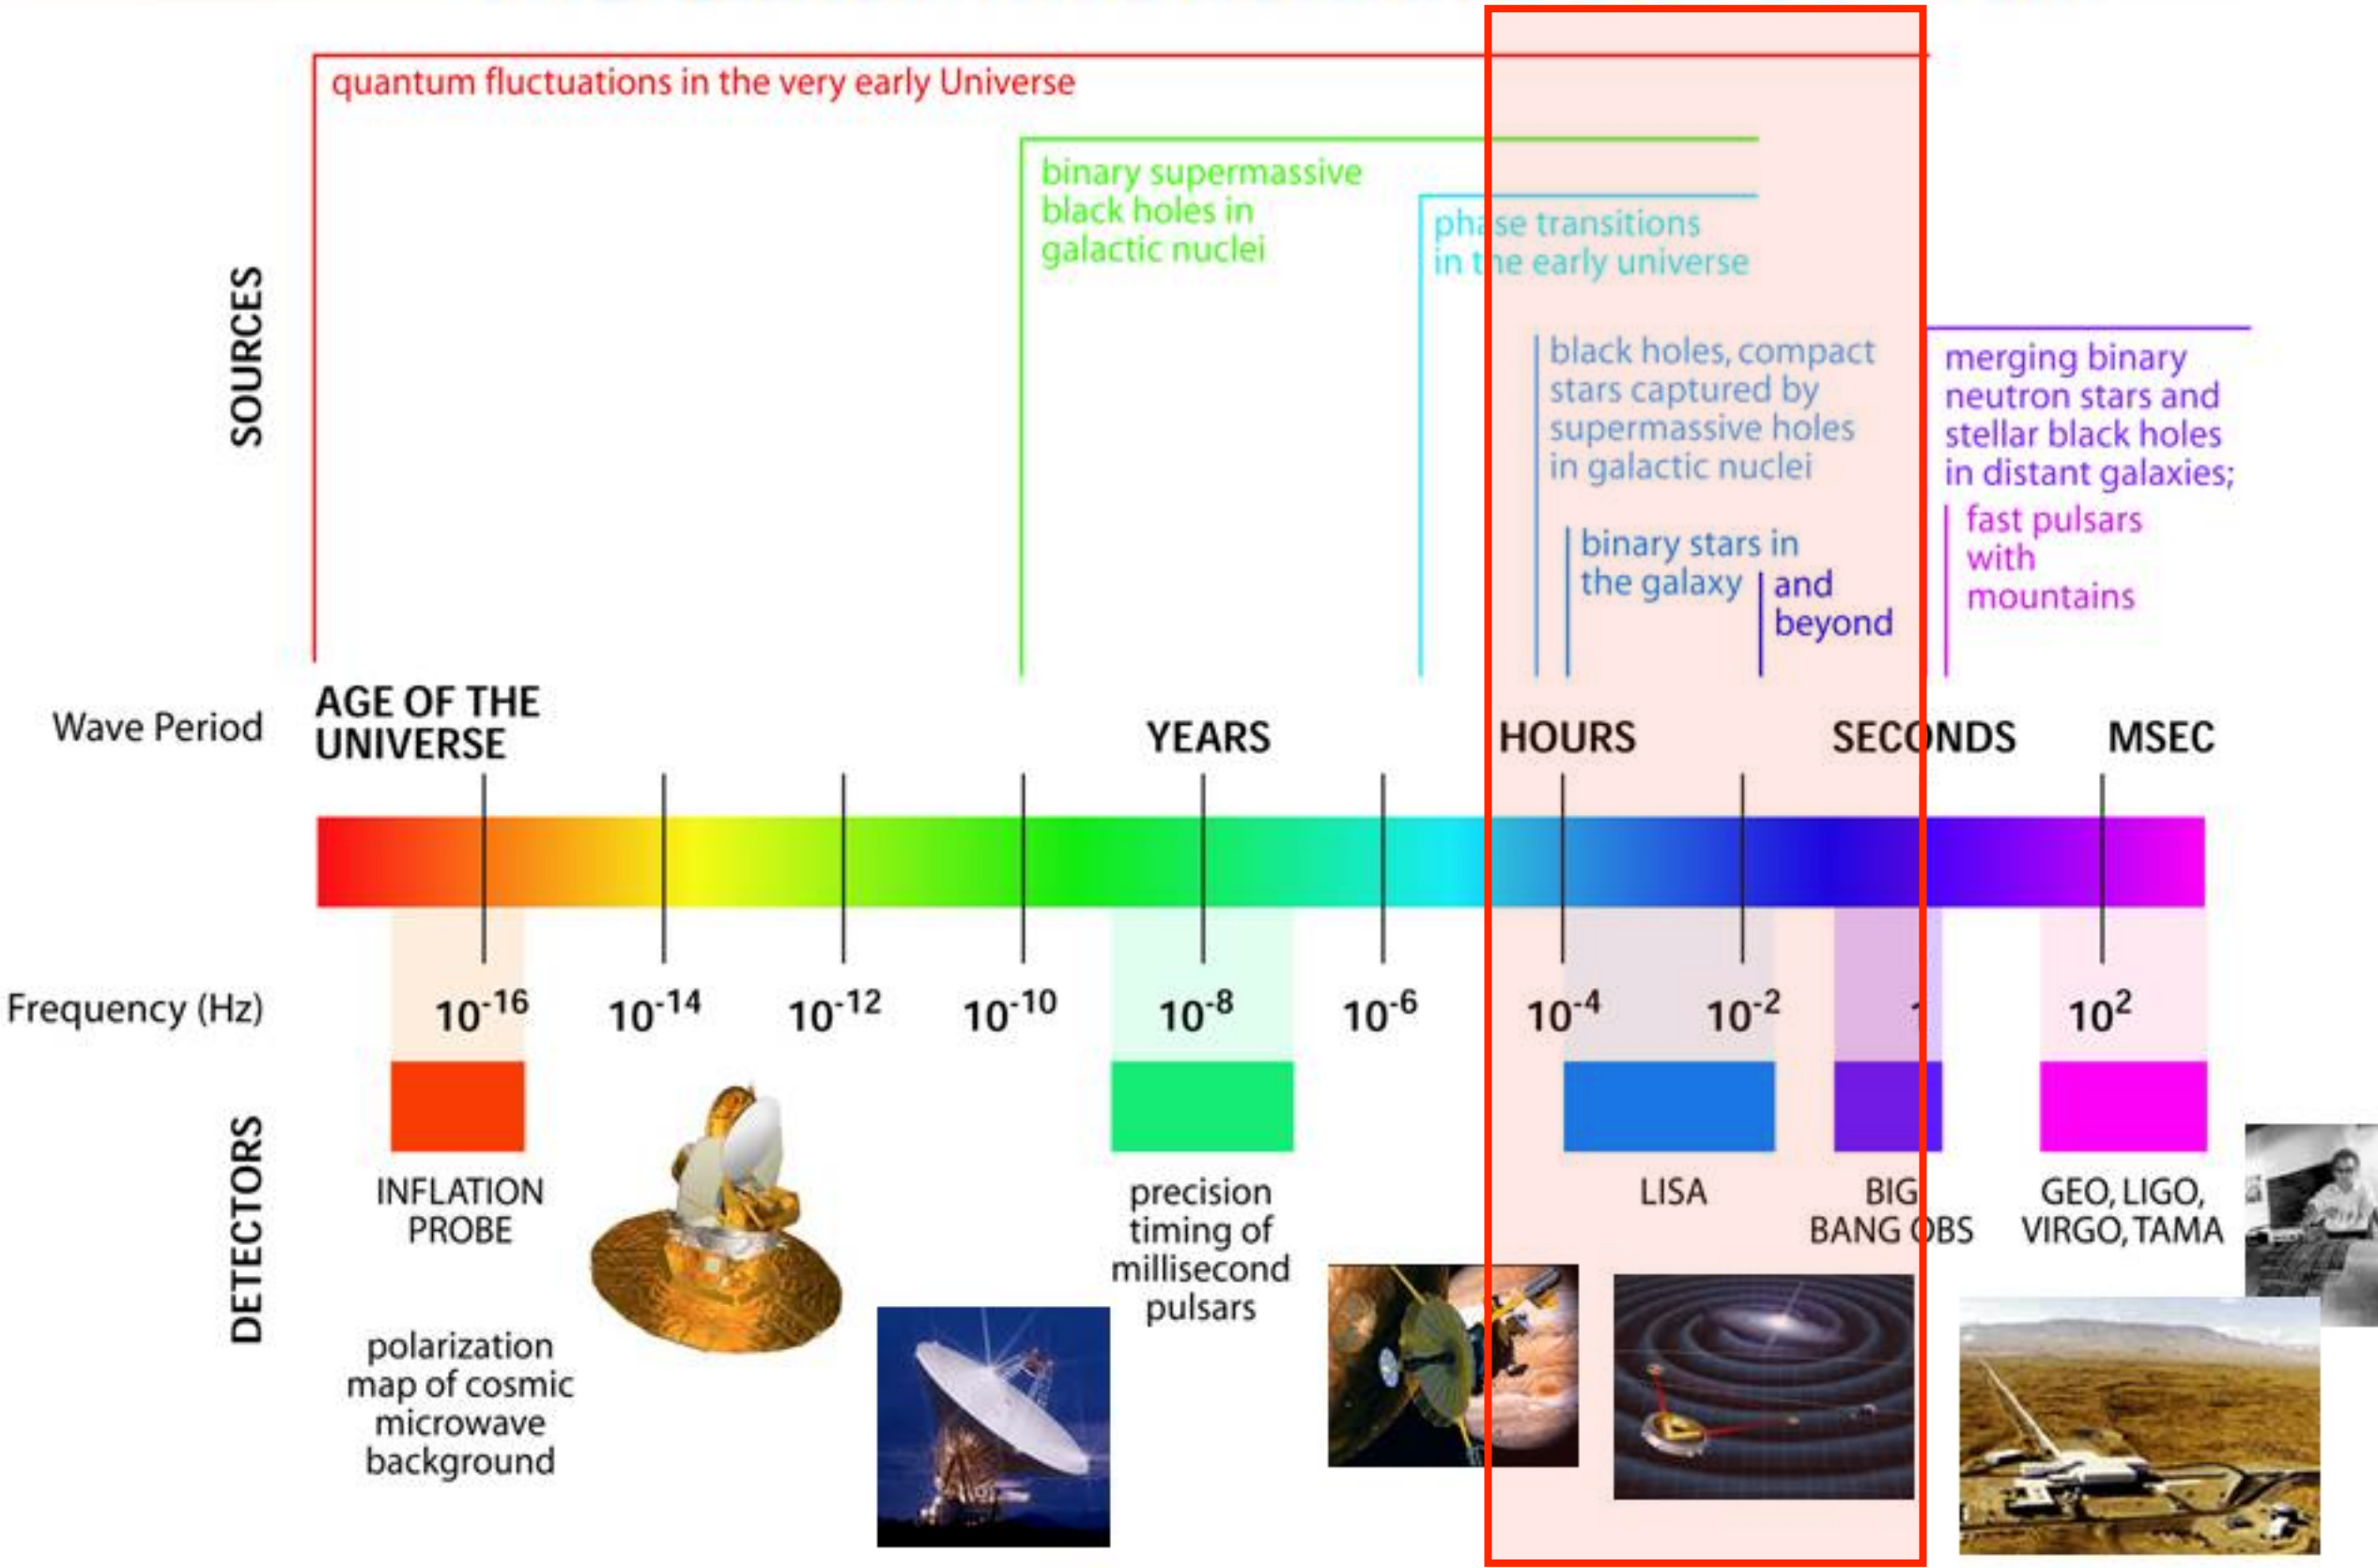 quantum fluctuations in the very early Universe
binary supermassive
black holes in
galactic nuclei
phase transitions
in the early universe
SOURCES
black holes, compact
stars captured by
supermassive holes
in galactic nuclei
merging binary
neutron stars and
stellar black holes
in distant galaxies;
fast pulsars
with
mountains
binary stars in
the galaxy
and
beyond
Wave Period
AGE OF THE
UNIVERSE
YEARS
HOURS
SECONDS
MSEC
Frequency (Hz)
10⁻¹⁶
10⁻¹⁴
10⁻¹²
10⁻¹⁰
10⁻⁸
10⁻⁶
10⁻⁴
10⁻²
1
10²
DETECTORS
INFLATION
PROBE
polarization
map of cosmic
microwave
background
precision
timing of
millisecond
pulsars
LISA
BIG
BANG OBS
GEO, LIGO,
VIRGO, TAMA